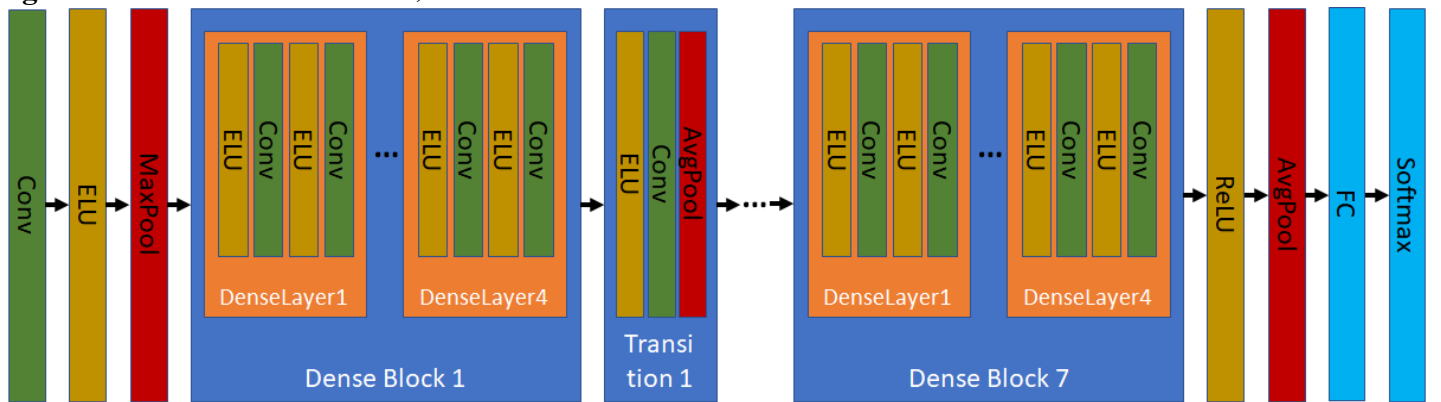 Conv
ELU
MaxPool
ELU
Conv
ELU
Conv
DenseLayer1
...
ELU
Conv
ELU
Conv
DenseLayer4
Dense Block 1
ELU
Conv
AvgPool
Transi
tion 1
....
ELU
Conv
ELU
Conv
DenseLayer1
...
ELU
Conv
ELU
Conv
DenseLayer4
Dense Block 7
ReLU
AvgPool
FC
Softmax